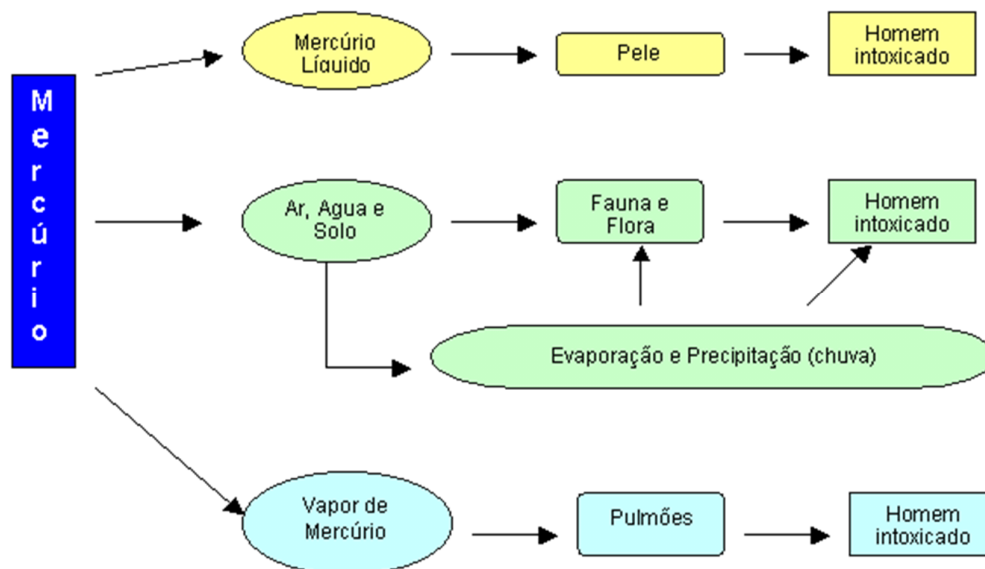 Mercúrio
Mercúrio
Líquido
Pele
Homem
intoxicado
Ar, Agua e
Solo
Fauna e
Flora
Homem
intoxicado
Evaporação e Precipitação (chuva)
Vapor de
Mercúrio
Pulmões
Homem
intoxicado